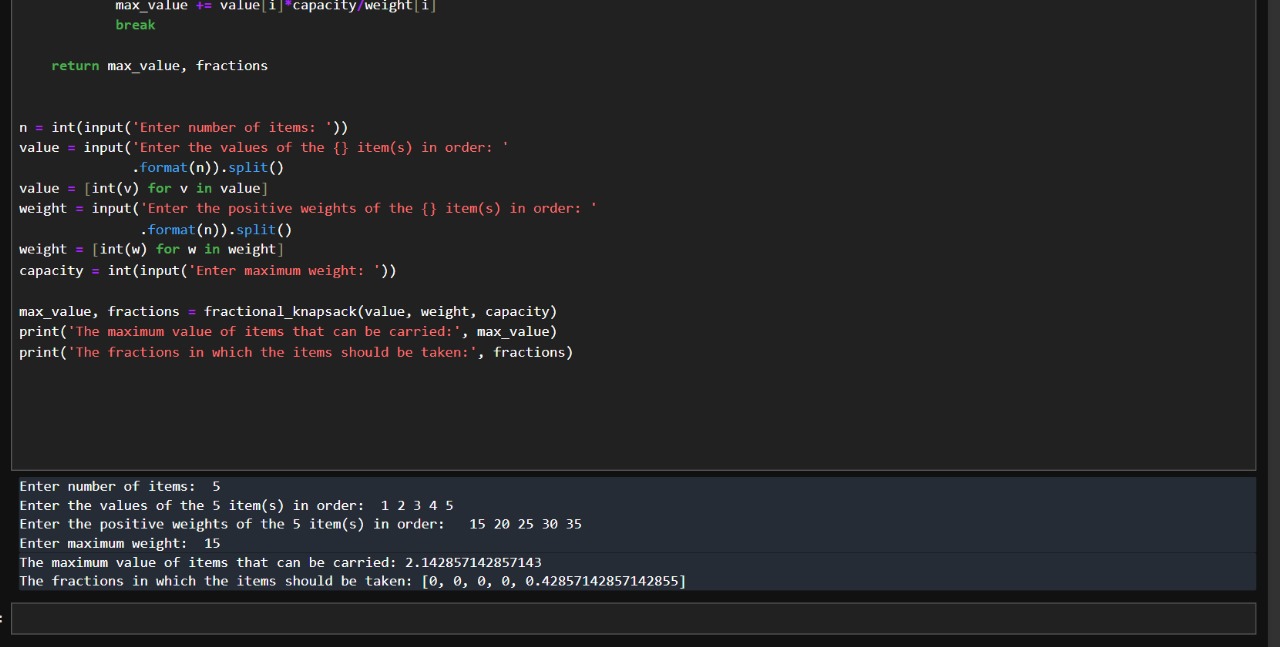 max_value += value[i]*capacity/weight[i]
break
return max_value, fractions
n = int(input('Enter number of items: '))
value = input('Enter the values of the {} item(s) in order: '
.format(n)).split()
value = [int(v) for v in value]
weight = input('Enter the positive weights of the {} item(s) in order: '
.format(n)).split()
weight = [int(w) for w in weight]
capacity = int(input('Enter maximum weight: '))
max_value, fractions = fractional_knapsack(value, weight, capacity)
print('The maximum value of items that can be carried:', max_value)
print('The fractions in which the items should be taken:', fractions)
Enter number of items:  5
Enter the values of the 5 item(s) in order:  1 2 3 4 5
Enter the positive weights of the 5 item(s) in order:   15 20 25 30 35
Enter maximum weight:  15
The maximum value of items that can be carried: 2.142857142857143
The fractions in which the items should be taken: [0, 0, 0, 0, 0.42857142857142855]
: